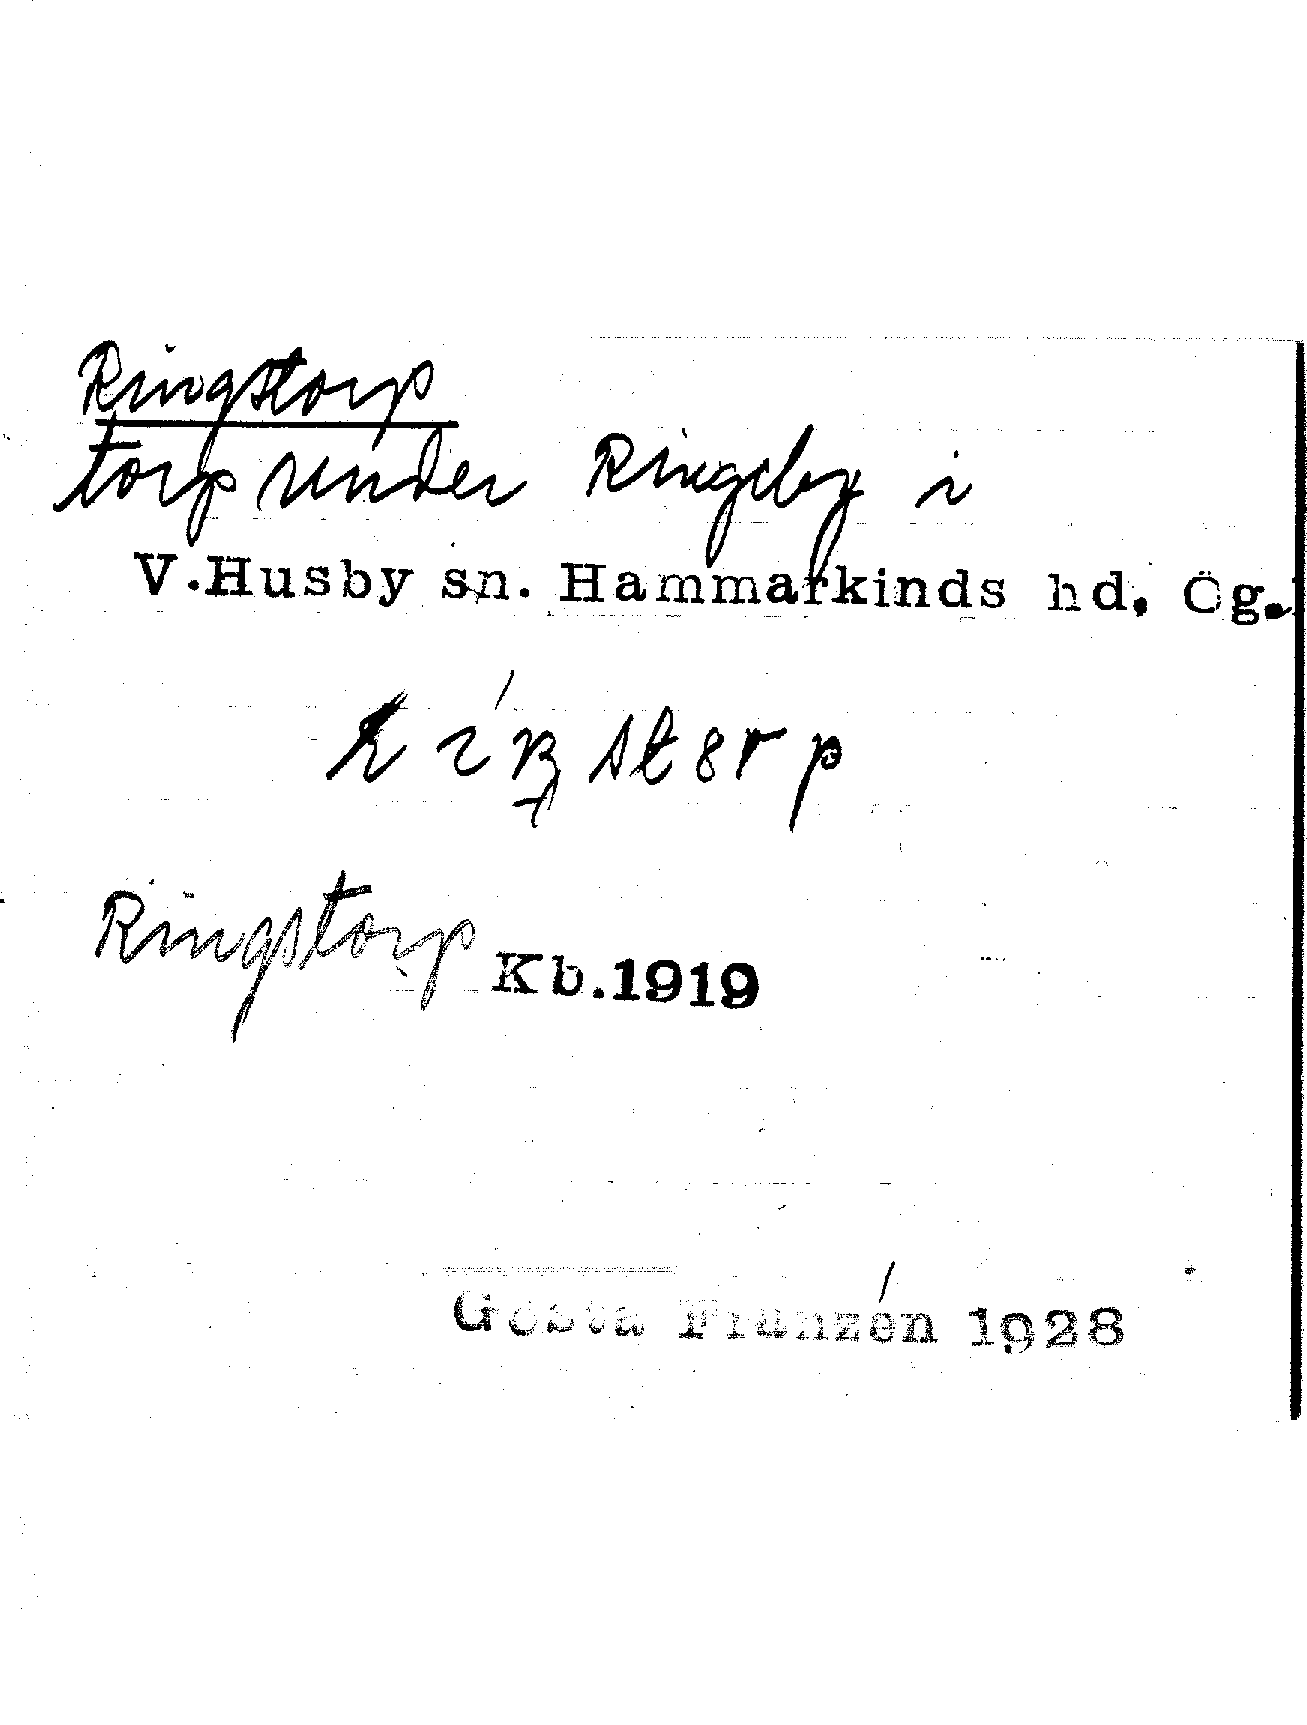 Ringstorp
torp under Ringeby i
V.Husby sn. Hammarkinds hd. Ög.
Ringstorp Kb.1919
Gösta Franzén 1928